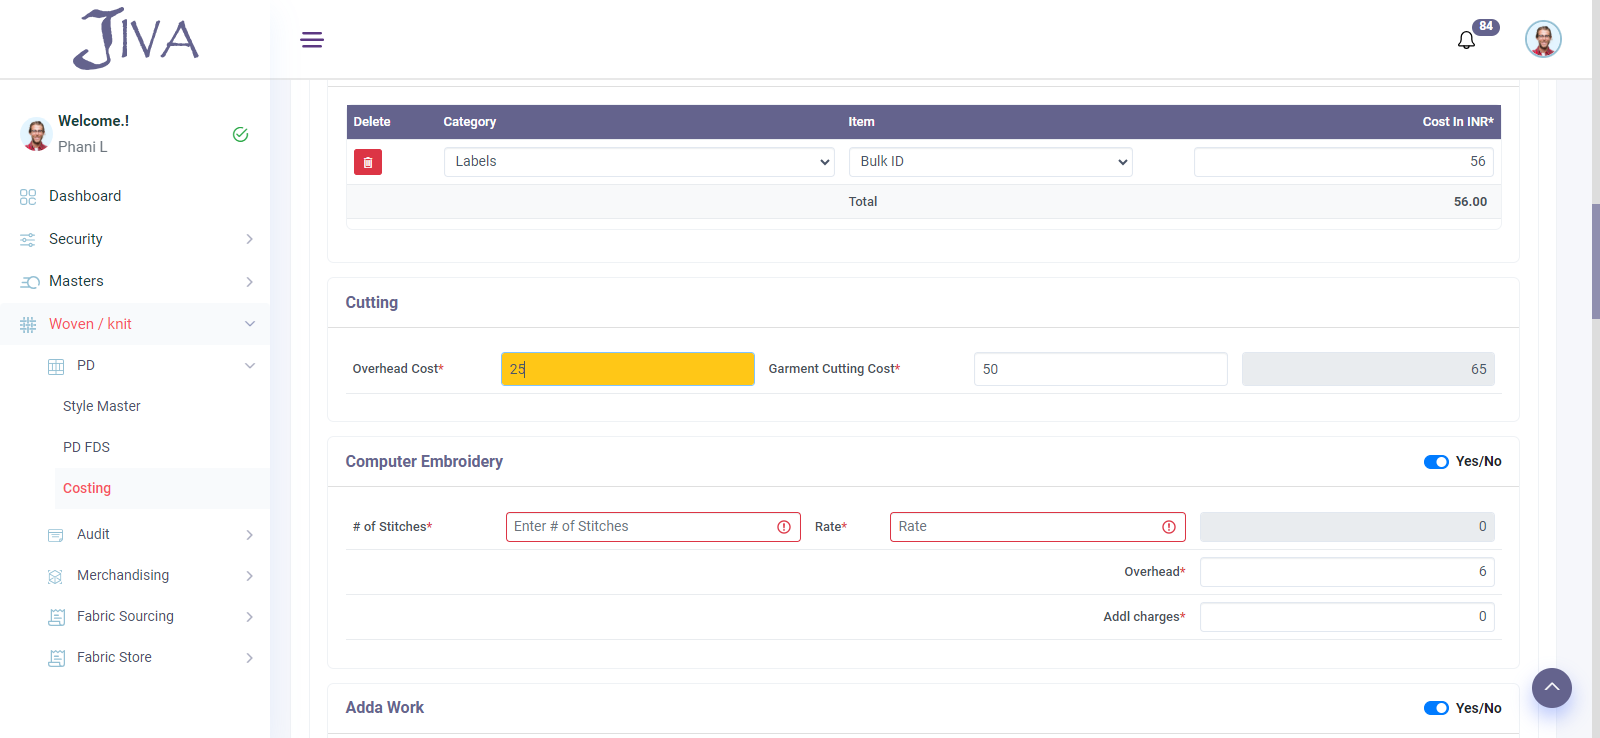 JIVA
84
Welcome.!
Phani L
Dashboard
Security
Masters
Woven / knit
PD
Style Master
PD FDS
Costing
Audit
Merchandising
Fabric Sourcing
Fabric Store
Delete Category Item Cost In INR*
Labels Bulk ID 56
Total 56.00
Cutting
Overhead Cost* 25 Garment Cutting Cost* 50 65
Computer Embroidery Yes/No
# of Stitches* Enter # of Stitches Rate* Rate 0
Overhead* 6
Addl charges* 0
Adda Work Yes/No